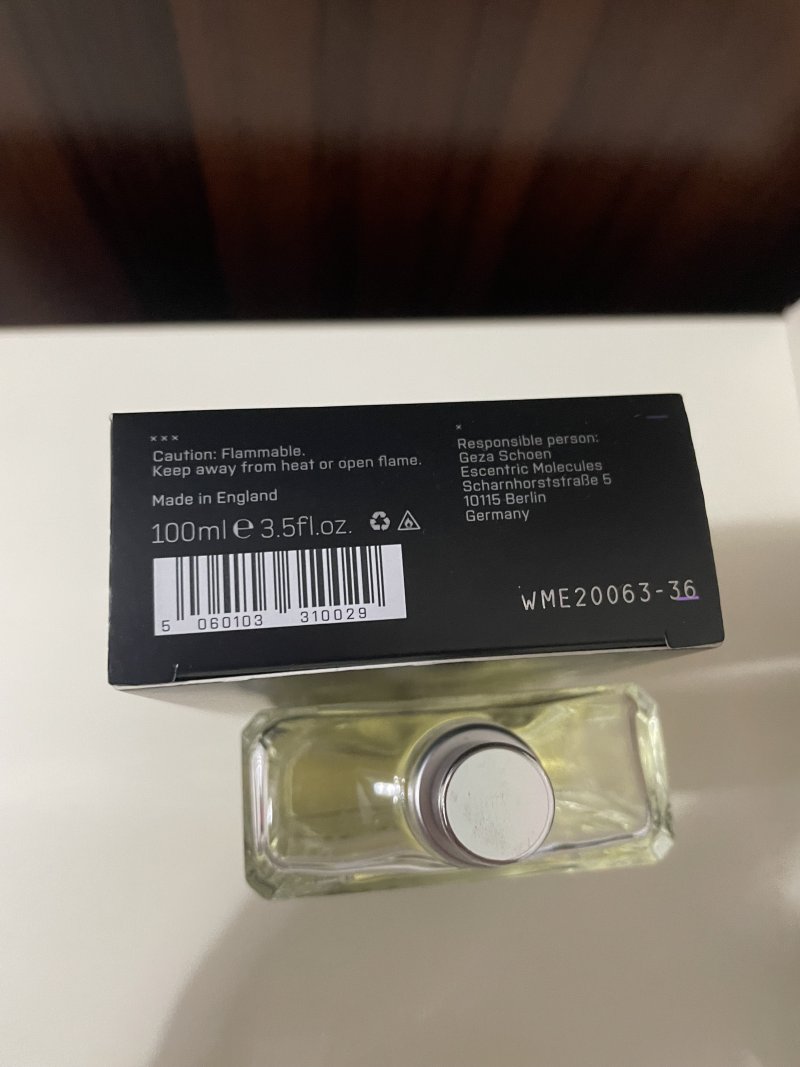 ×××
Caution: Flammable.
Keep away from heat or open flame.
Made in England
100ml ℮ 3.5fl.oz.
5 060103 310029
×
Responsible person:
Geza Schoen
Escentric Molecules
Scharnhorststraße 5
10115 Berlin
Germany
WME20063-36